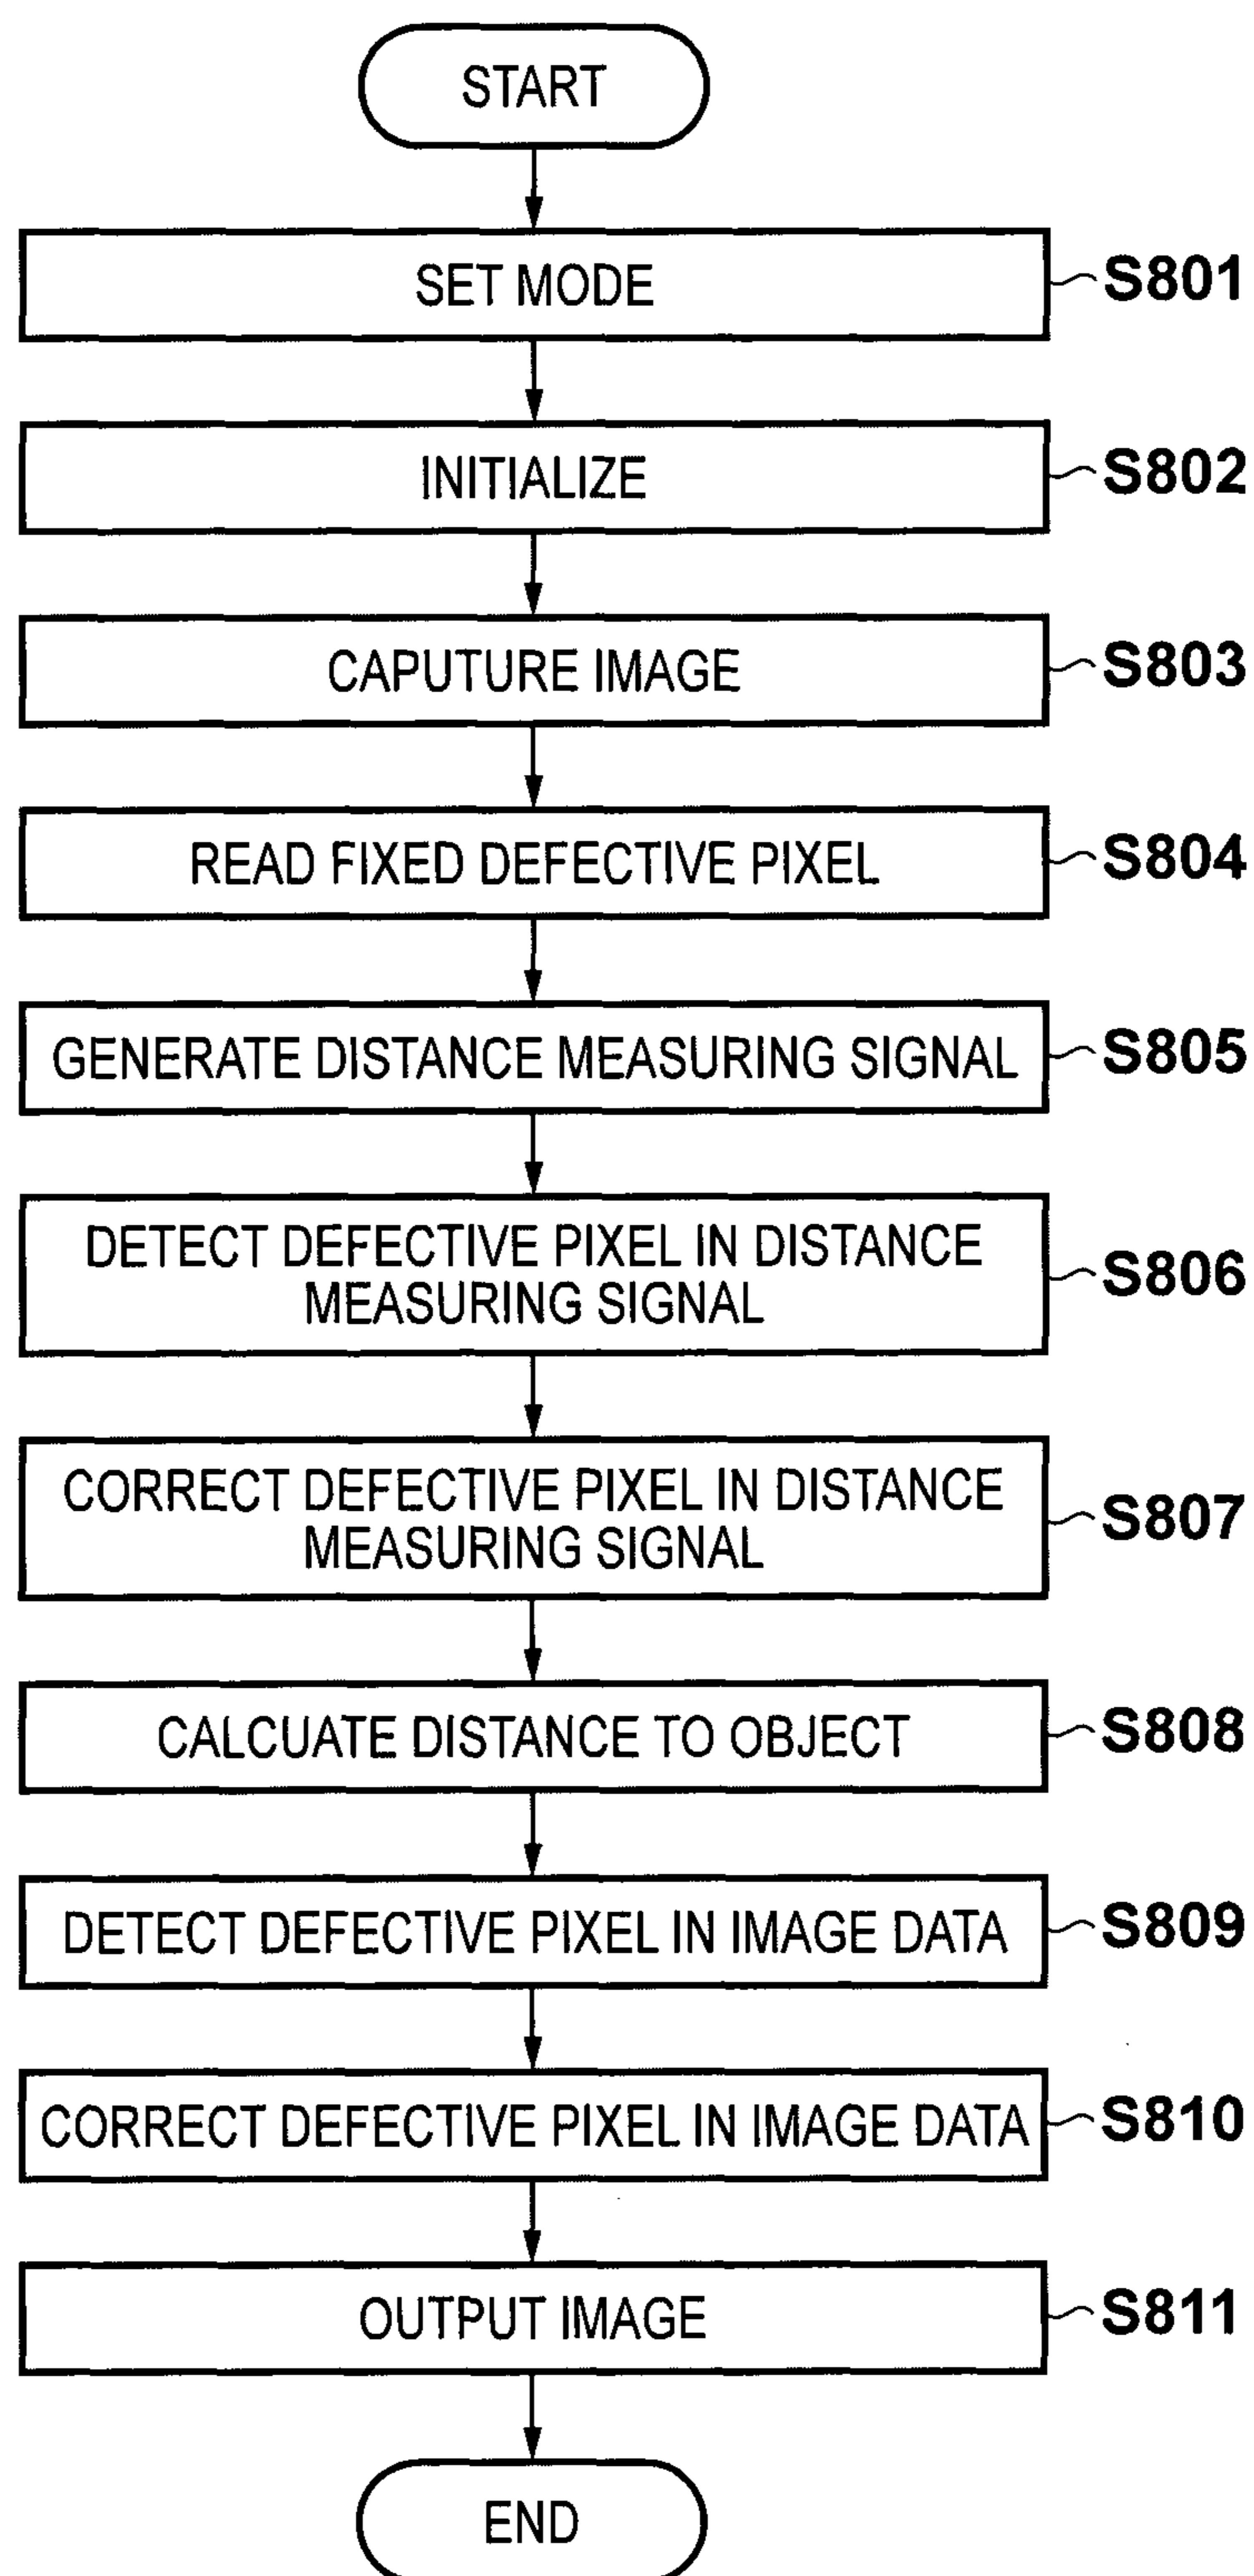 START
SET MODE
S801
INITIALIZE
S802
CAPUTURE IMAGE
S803
READ FIXED DEFECTIVE PIXEL
S804
GENERATE DISTANCE MEASURING SIGNAL
S805
DETECT DEFECTIVE PIXEL IN DISTANCE
MEASURING SIGNAL
S806
CORRECT DEFECTIVE PIXEL IN DISTANCE
MEASURING SIGNAL
S807
CALCUATE DISTANCE TO OBJECT
S808
DETECT DEFECTIVE PIXEL IN IMAGE DATA
S809
CORRECT DEFECTIVE PIXEL IN IMAGE DATA
S810
OUTPUT IMAGE
S811
END